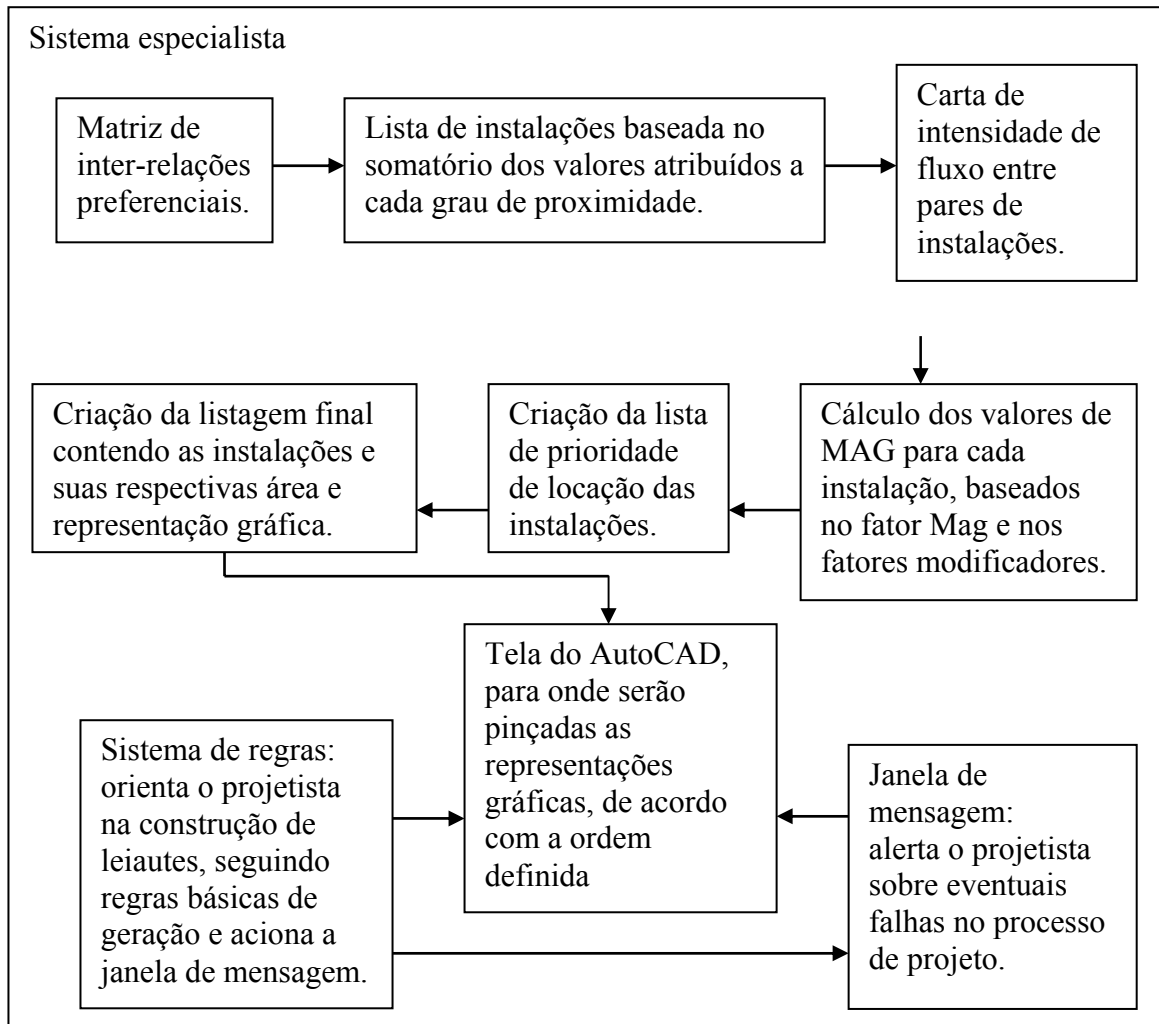 Sistema especialista
Matriz de
inter-relações
preferenciais.
Lista de instalações baseada no
somatório dos valores atribuídos a
cada grau de proximidade.
Carta de
intensidade de
fluxo entre
pares de
instalações.
Cálculo dos valores de
MAG para cada
instalação, baseados
no fator Mag e nos
fatores modificadores.
Criação da lista
de prioridade
de locação das
instalações.
Criação da listagem final
contendo as instalações e
suas respectivas área e
representação gráfica.
Tela do AutoCAD,
para onde serão
pinçadas as
representações
gráficas, de acordo
com a ordem
definida
Sistema de regras:
orienta o projetista
na construção de
leiautes, seguindo
regras básicas de
geração e aciona a
janela de mensagem.
Janela de
mensagem:
alerta o projetista
sobre eventuais
falhas no processo
de projeto.